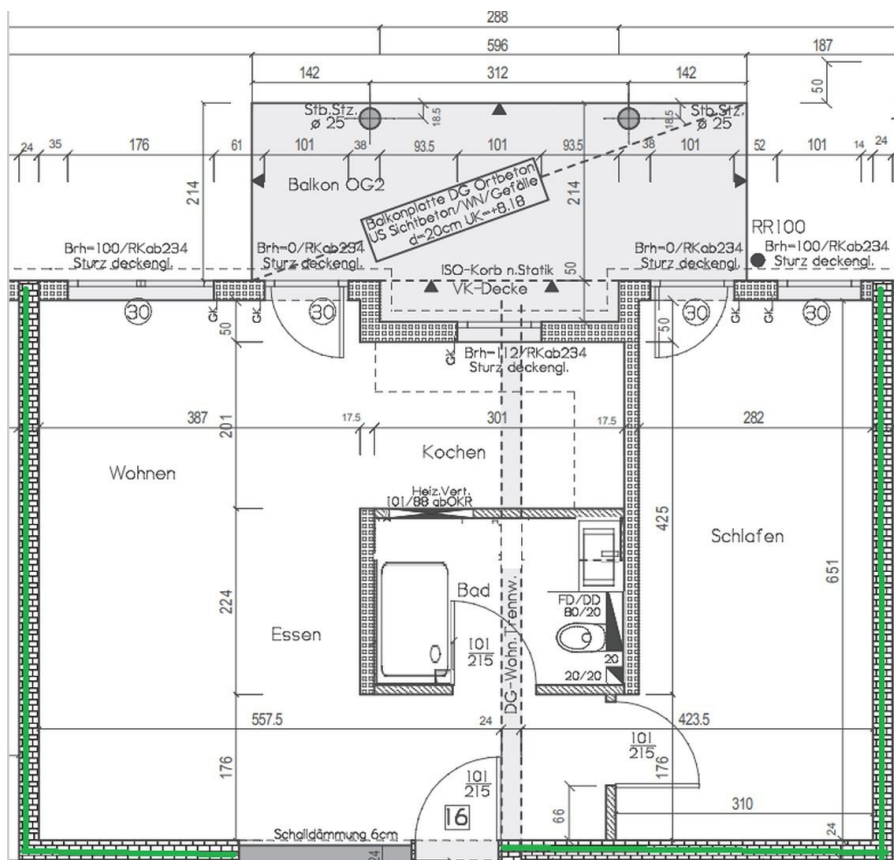 288
596
187
142
312
142
50
Stb.Stz.
ø 25
18.5
18.5
Stb.Stz.
ø 25
24
35
176
61
101
38
93.5
101
93.5
38
101
52
101
14
24
214
Balkon OG2
Balkonplatte DG Ortbeton
US Sichtbeton/WN/Gefälle
d=20cm UK=+8.18
214
RR100
Brh=100/RKab234
Sturz deckengl.
Brh=0/RKab234
Sturz deckengl.
ISO-Korb n.Statik
VK-Decke
50
Brh=0/RKab234
Sturz deckengl.
Brh=100/RKab234
Sturz deckengl.
30
GK
GK
30
30
GK
GK
30
50
GK
Brh=112/RKab234
Sturz deckengl.
50
387
201
17.5
301
17.5
282
Wohnen
Kochen
Heiz.Vert.
101/88 abOKR
425
Schlafen
651
224
Essen
Bad
101
215
DG-Wohn.Trennw.
FD/DD
80/20
20
20/20
557.5
24
423.5
176
101
215
16
101
215
176
66
310
24
Schalldämmung 6cm
24